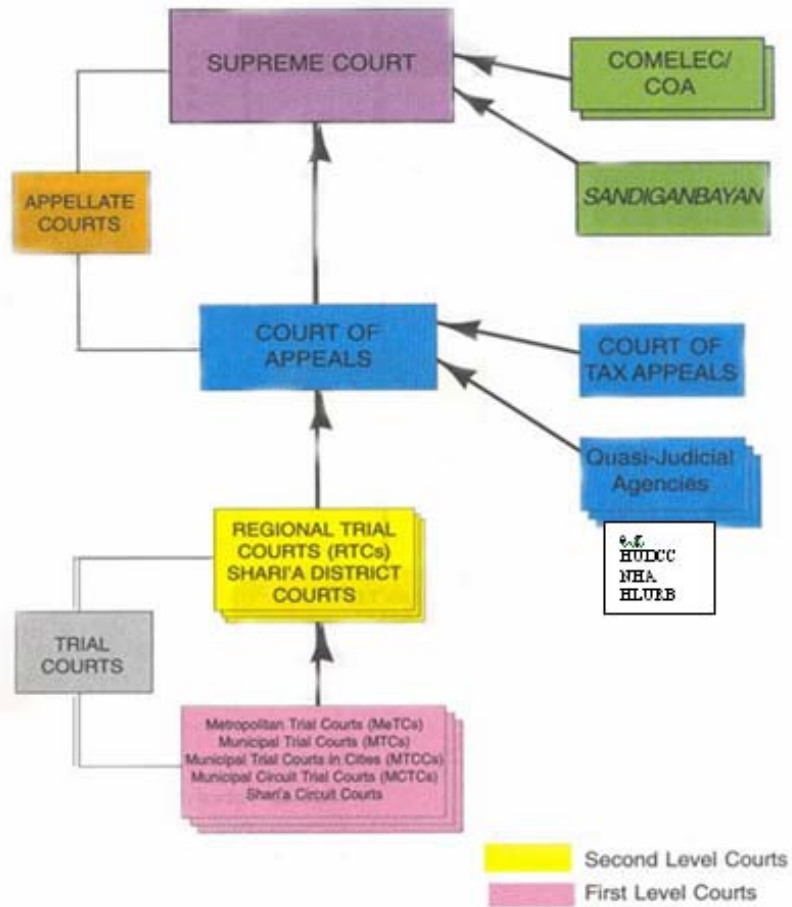 SUPREME COURT
COMELEC/
COA
SANDIGANBAYAN
APPELLATE
COURTS
COURT OF
APPEALS
COURT OF
TAX APPEALS
Quasi-Judicial
Agencies
e.g.
HUDCC
NHA
HLURB
REGIONAL TRIAL
COURTS (RTCs)
SHARI'A DISTRICT
COURTS
TRIAL
COURTS
Metropolitan Trial Courts (MeTCs)
Municipal Trial Courts (MTCs)
Municipal Trial Courts in Cities (MTCCs)
Municipal Circuit Trial Courts (MCTCs)
Shari'a Circuit Courts
Second Level Courts
First Level Courts